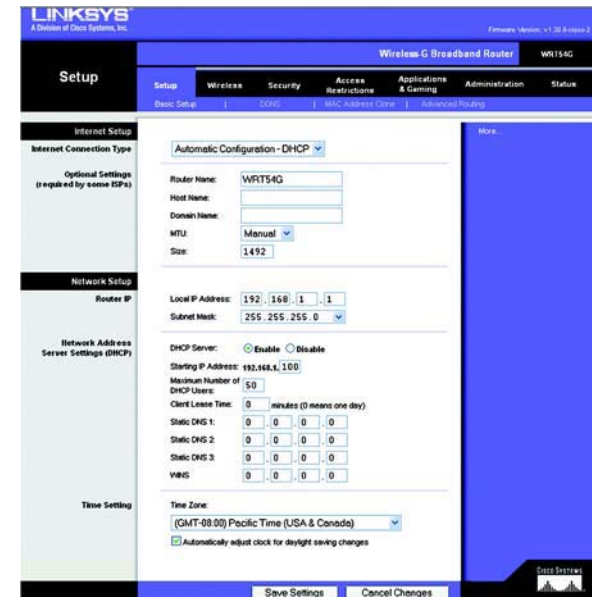 LINKSYS®
A Division of Cisco Systems, Inc.
Wireless-G Broadband Router WRT54G
Setup
Setup Wireless Security Access Restrictions Applications & Gaming Administration Status
Basic Setup | DDNS | MAC Address Clone | Advanced Routing
Internet Setup
More...
Internet Connection Type
Automatic Configuration - DHCP
Optional Settings
(required by some ISPs)
Router Name: WRT54G
Host Name:
Domain Name:
MTU: Manual
Size: 1492
Network Setup
Router IP
Local IP Address: 192 . 168 . 1 . 1
Subnet Mask: 255.255.255.0
Network Address
Server Settings (DHCP)
DHCP Server: Enable Disable
Starting IP Address: 192.168.1. 100
Maximum Number of
DHCP Users: 50
Client Lease Time: 0 minutes (0 means one day)
Static DNS 1: 0 . 0 . 0 . 0
Static DNS 2: 0 . 0 . 0 . 0
Static DNS 3: 0 . 0 . 0 . 0
WINS 0 . 0 . 0 . 0
Time Setting
Time Zone:
(GMT-08:00) Pacific Time (USA & Canada)
Automatically adjust clock for daylight saving changes
Save Settings Cancel Changes
Cisco Systems